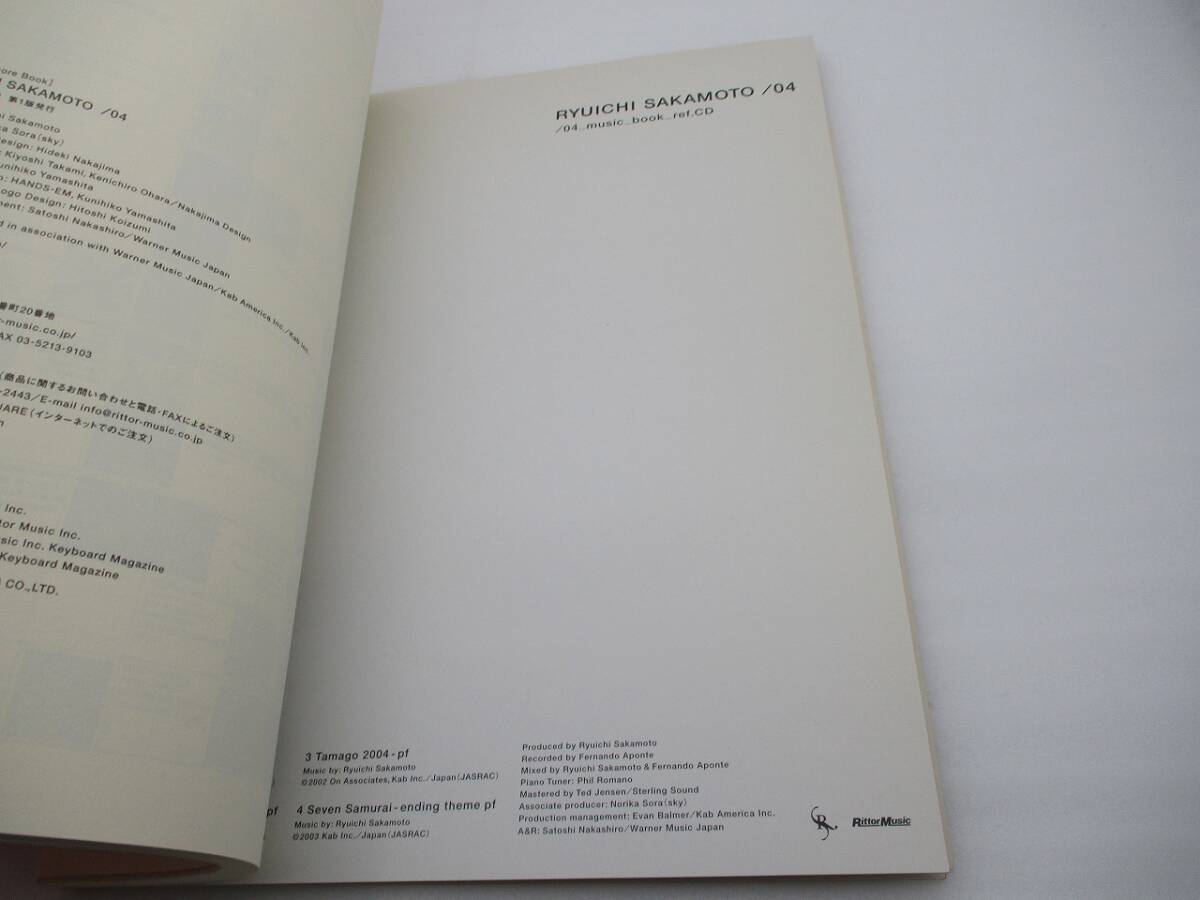 ore Book]
SAKAMOTO /04
第1版発行
Sakamoto
Sora(sky)
Design: Hideki Nakajima
Kiyoshi Takami, Kenichiro Ohara/Nakajima Design
Kunihiko Yamashita
HANDS-EM, Kunihiko Yamashita
Logo Design: Hitoshi Koizumi
ment: Satoshi Nakashiro/Warner Music Japan
d in association with Warner Music Japan/Kab America Inc./Kab Inc.
番町20番地
r-music.co.jp/
AX 03-5213-9103
(商品に関するお問い合わせと電話・FAXによるご注文)
-2443/E-mail info@rittor-music.co.jp
UARE(インターネットでのご注文)
Inc.
tor Music Inc.
sic Inc. Keyboard Magazine
Keyboard Magazine
CO.,LTD.
RYUICHI SAKAMOTO /04
/04_music_book_ref.CD
3 Tamago 2004 - pf
Music by: Ryuichi Sakamoto
©2002 On Associates, Kab Inc./Japan(JASRAC)
pf
4 Seven Samurai - ending theme pf
Music by: Ryuichi Sakamoto
©2003 Kab Inc./Japan(JASRAC)
Produced by Ryuichi Sakamoto
Recorded by Fernando Aponte
Mixed by Ryuichi Sakamoto & Fernando Aponte
Piano Tuner: Phil Romano
Mastered by Ted Jensen/Sterling Sound
Associate producer: Norika Sora(sky)
Production management: Evan Balmer/Kab America Inc.
A&R: Satoshi Nakashiro/Warner Music Japan
RittorMusic